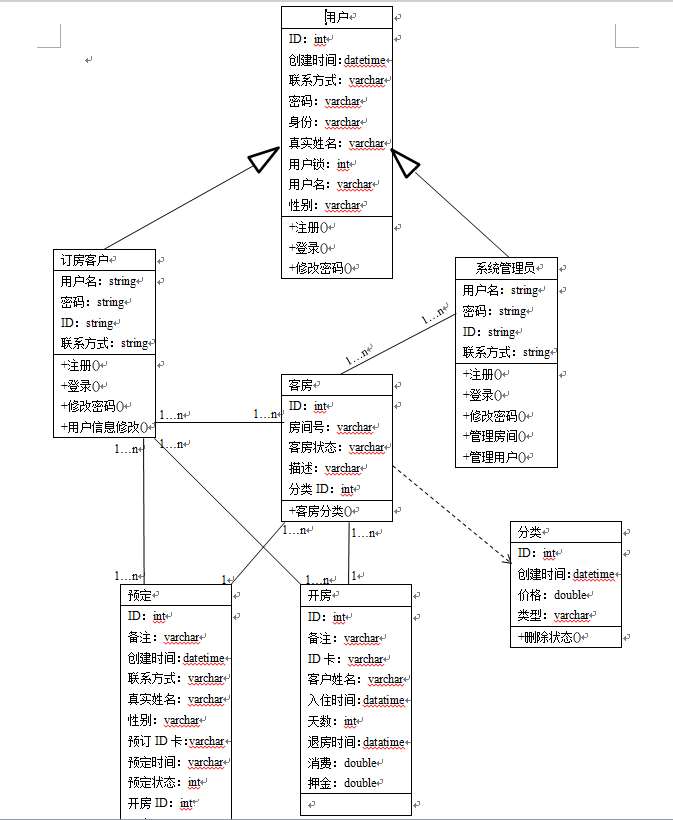 用户
ID：int
创建时间:datetime
联系方式：varchar
密码：varchar
身份：varchar
真实姓名：varchar
用户锁：int
用户名：varchar
性别：varchar
+注册()
+登录()
+修改密码()
订房客户
用户名：string
密码：string
ID：string
联系方式：string
+注册()
+登录()
+修改密码()
+用户信息修改()
系统管理员
用户名：string
密码：string
ID：string
联系方式：string
+注册()
+登录()
+修改密码()
+管理房间()
+管理用户()
1…n
1…n
客房
ID：int
房间号：varchar
客房状态：varchar
描述：varchar
分类 ID：int
+客房分类()
1…n
1…n
1…n
1…n
1…n
1…n
1…n
1
1…n
1
分类
ID：int
创建时间:datetime
价格：double
类型：varchar
+删除状态()
预定
ID：int
备注：varchar
创建时间:datetime
联系方式：varchar
真实姓名：varchar
性别：varchar
预订 ID 卡:varchar
预定时间：varchar
预定状态：int
开房 ID：int
开房
ID：int
备注：varchar
ID 卡：varchar
客户姓名：varchar
入住时间:datatime
天数：int
退房时间:datatime
消费：double
押金：double